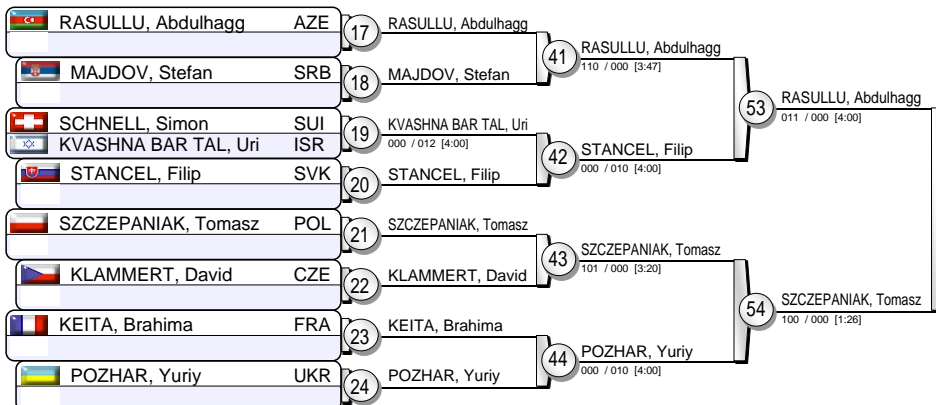 RASULLU, Abdulhagg AZE
17
RASULLU, Abdulhagg
MAJDOV, Stefan SRB
18
MAJDOV, Stefan
41
RASULLU, Abdulhagg
110 / 000 [3:47]
SCHNELL, Simon SUI
KVASHNA BAR TAL, Uri ISR
19
KVASHNA BAR TAL, Uri
000 / 012 [4:00]
STANCEL, Filip SVK
20
STANCEL, Filip
42
STANCEL, Filip
000 / 010 [4:00]
53
RASULLU, Abdulhagg
011 / 000 [4:00]
SZCZEPANIAK, Tomasz POL
21
SZCZEPANIAK, Tomasz
KLAMMERT, David CZE
22
KLAMMERT, David
43
SZCZEPANIAK, Tomasz
101 / 000 [3:20]
KEITA, Brahima FRA
23
KEITA, Brahima
POZHAR, Yuriy UKR
24
POZHAR, Yuriy
44
POZHAR, Yuriy
000 / 010 [4:00]
54
SZCZEPANIAK, Tomasz
100 / 000 [1:26]